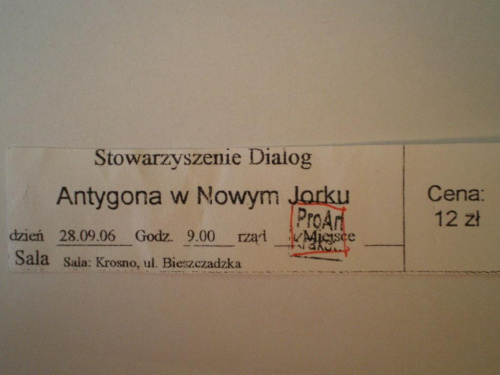 Stowarzyszenie Dialog
Antygona w Nowym Jorku
dzień 28.09.06 Godz. 9.00 rząd Miejsce
Sala Sala: Krosno, ul. Bieszczadzka
ProArt
Cena:
12 zł